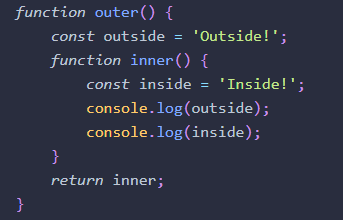 function outer() {
    const outside = 'Outside!';
    function inner() {
        const inside = 'Inside!';
        console.log(outside);
        console.log(inside);
    }
    return inner;
}